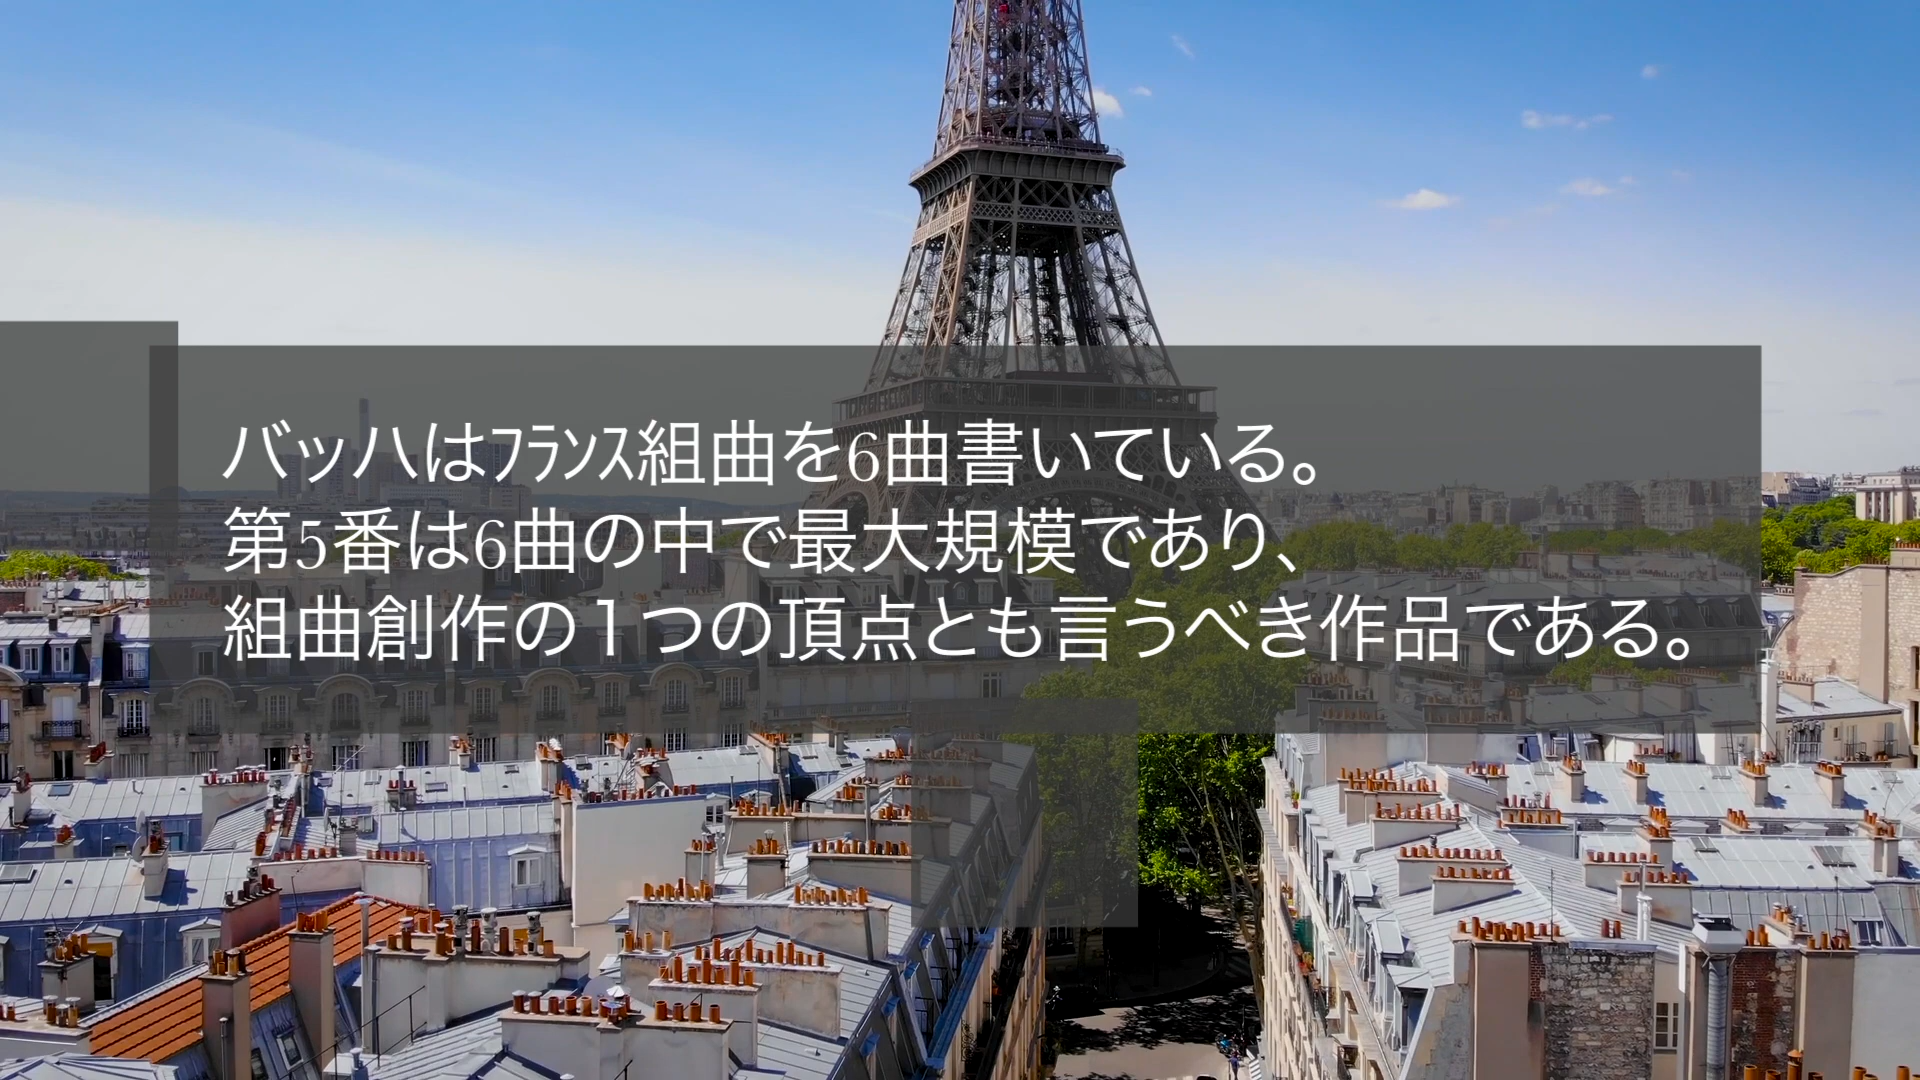 バッハはﾌﾗﾝｽ組曲を6曲書いている。
第5番は6曲の中で最大規模であり、
組曲創作の１つの頂点とも言うべき作品である。